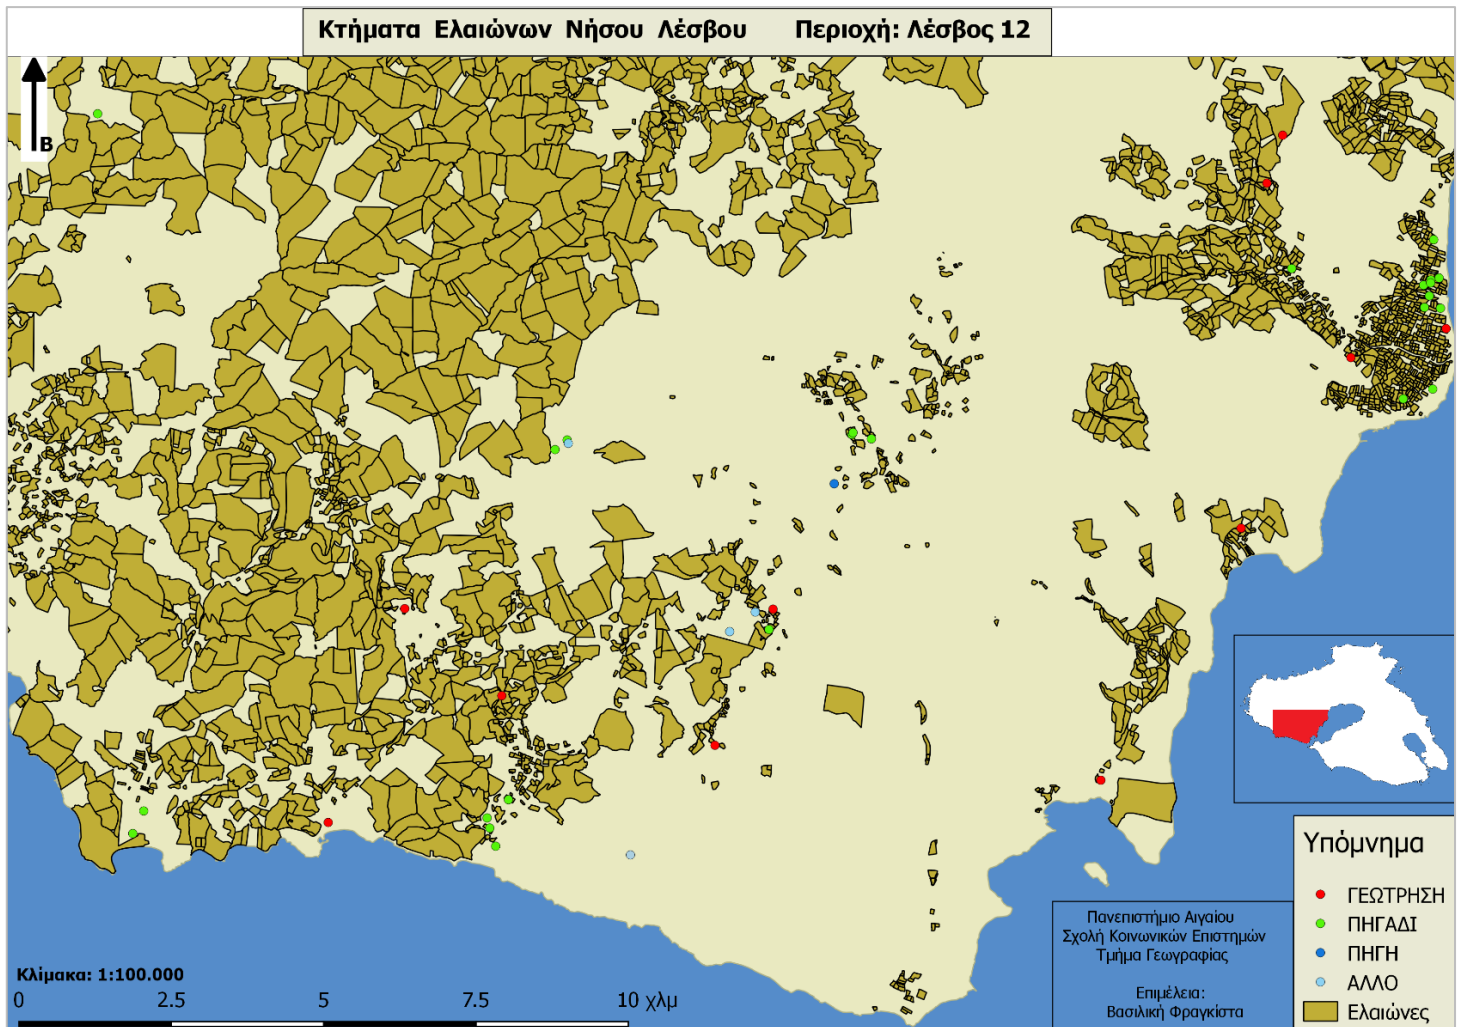 Κτήματα Ελαιώνων Νήσου Λέσβου Περιοχή: Λέσβος 12
Β
Υπόμνημα
ΓΕΩΤΡΗΣΗ
ΠΗΓΑΔΙ
ΠΗΓΗ
ΑΛΛΟ
Ελαιώνες
Πανεπιστήμιο Αιγαίου
Σχολή Κοινωνικών Επιστημών
Τμήμα Γεωγραφίας
Επιμέλεια:
Βασιλική Φραγκίστα
Κλίμακα: 1:100.000
0 2.5 5 7.5 10 χλμ